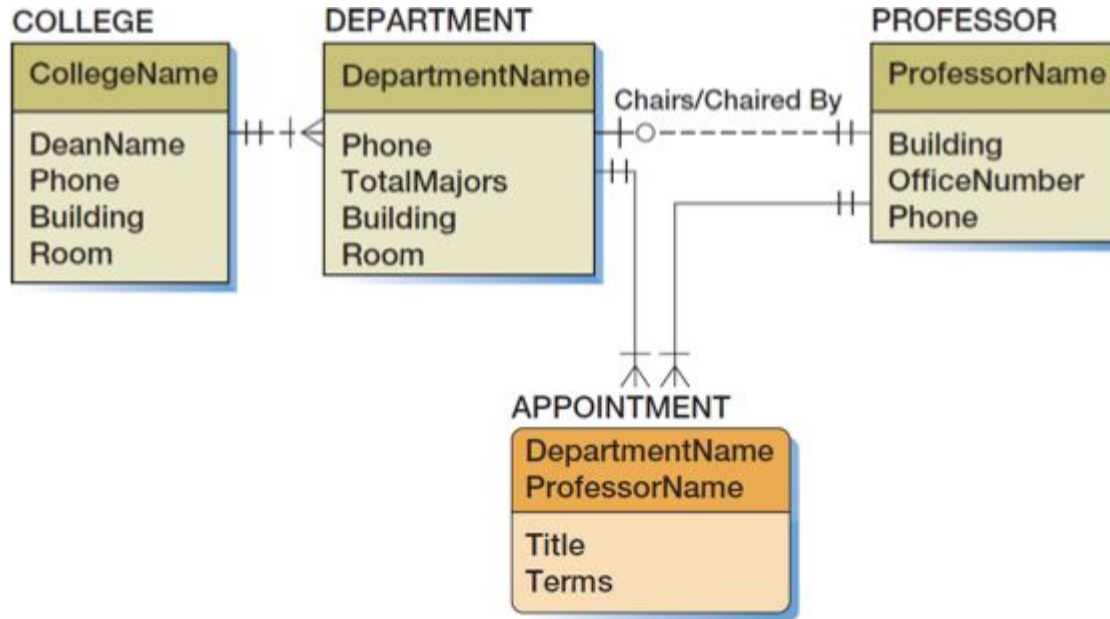 COLLEGE
CollegeName
DeanName
Phone
Building
Room
DEPARTMENT
DepartmentName
Phone
TotalMajors
Building
Room
Chairs/Chaired By
PROFESSOR
ProfessorName
Building
OfficeNumber
Phone
APPOINTMENT
DepartmentName
ProfessorName
Title
Terms